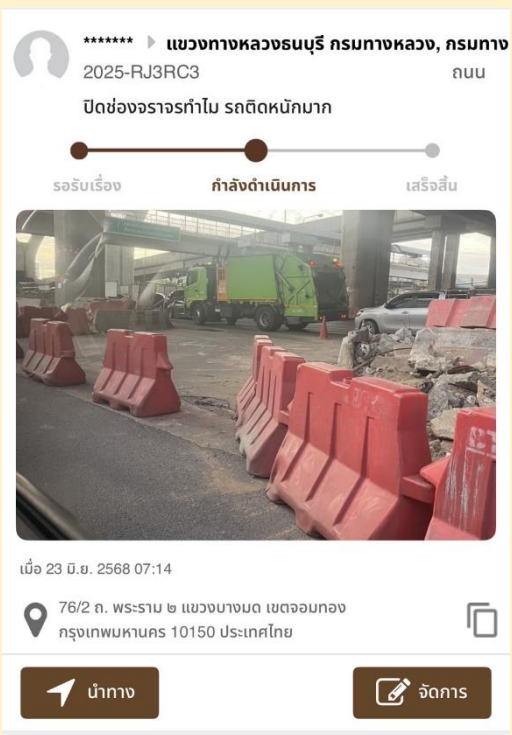 ******* ▶ แขวงทางหลวงธนบุรี กรมทางหลวง, กรมทาง
2025-RJ3RC3 ถนน
ปิดช่องจราจรทำไม รถติดหนักมาก
รอรับเรื่อง กำลังดำเนินการ เสร็จสิ้น
เมื่อ 23 มิ.ย. 2568 07:14
76/2 ถ. พระราม ๒ แขวงบางมด เขตจอมทอง
กรุงเทพมหานคร 10150 ประเทศไทย
นำทาง จัดการ